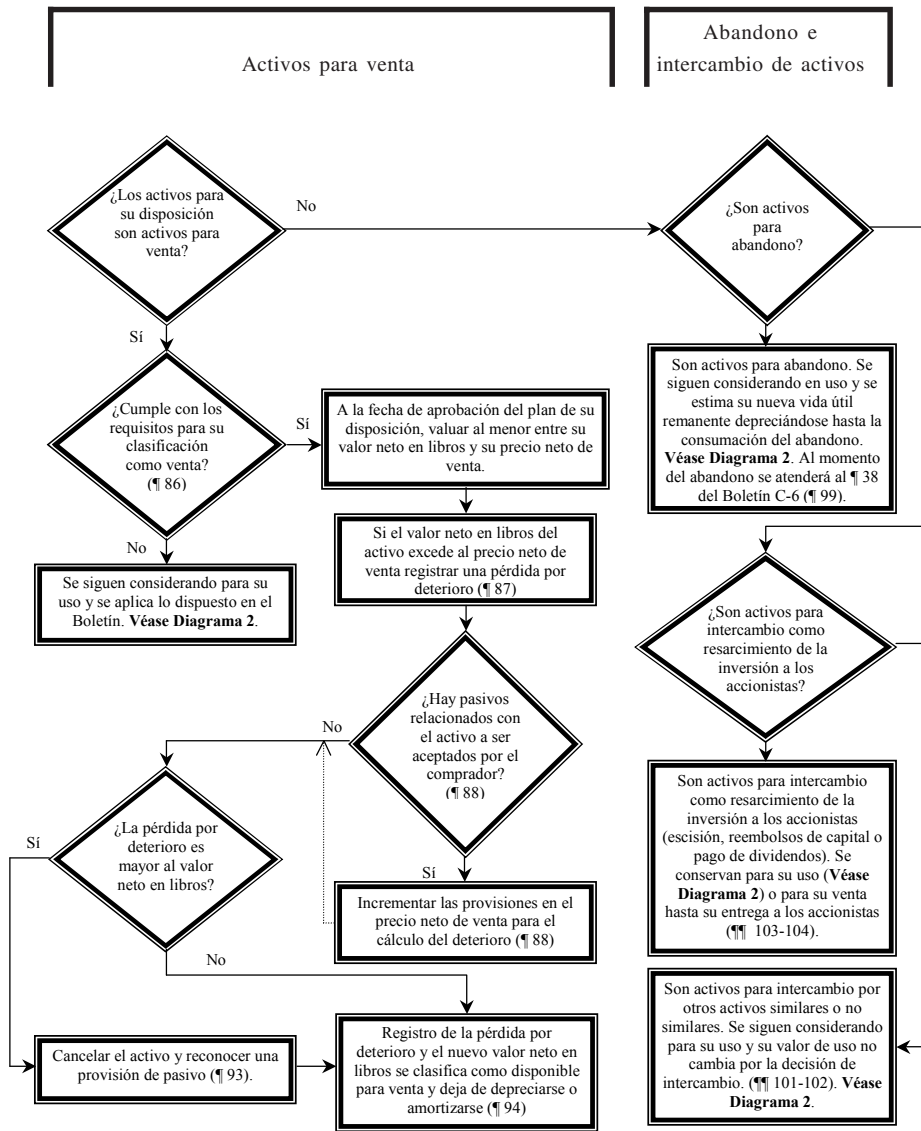 Activos para venta
Abandono e
intercambio de activos
¿Los activos para
su disposición
son activos para
venta?
No
¿Son activos
para
abandono?
Sí
¿Cumple con los
requisitos para su
clasificación
como venta?
(¶ 86)
Sí
A la fecha de aprobación del plan de su
disposición, valuar al menor entre su
valor neto en libros y su precio neto de
venta.
Son activos para abandono. Se
siguen considerando en uso y se
estima su nueva vida útil
remanente depreciándose hasta la
consumación del abandono.
Véase Diagrama 2. Al momento
del abandono se atenderá al ¶ 38
del Boletín C-6 (¶ 99).
No
Se siguen considerando para su
uso y se aplica lo dispuesto en el
Boletín. Véase Diagrama 2.
Si el valor neto en libros del
activo excede al precio neto de
venta registrar una pérdida por
deterioro (¶ 87)
¿Son activos para
intercambio como
resarcimiento de la
inversión a los
accionistas?
¿Hay pasivos
relacionados con
el activo a ser
aceptados por el
comprador?
(¶ 88)
No
¿La pérdida por
deterioro es
mayor al valor
neto en libros?
Sí
Sí
Incrementar las provisiones en el
precio neto de venta para el
cálculo del deterioro (¶ 88)
Son activos para intercambio
como resarcimiento de la
inversión a los accionistas
(escisión, reembolsos de capital o
pago de dividendos). Se
conservan para su uso (Véase
Diagrama 2) o para su venta
hasta su entrega a los accionistas
(¶¶ 103-104).
No
Cancelar el activo y reconocer una
provisión de pasivo (¶ 93).
Registro de la pérdida por
deterioro y el nuevo valor neto en
libros se clasifica como disponible
para venta y deja de depreciarse o
amortizarse (¶ 94)
Son activos para intercambio por
otros activos similares o no
similares. Se siguen considerando
para su uso y su valor de uso no
cambia por la decisión de
intercambio. (¶¶ 101-102). Véase
Diagrama 2.